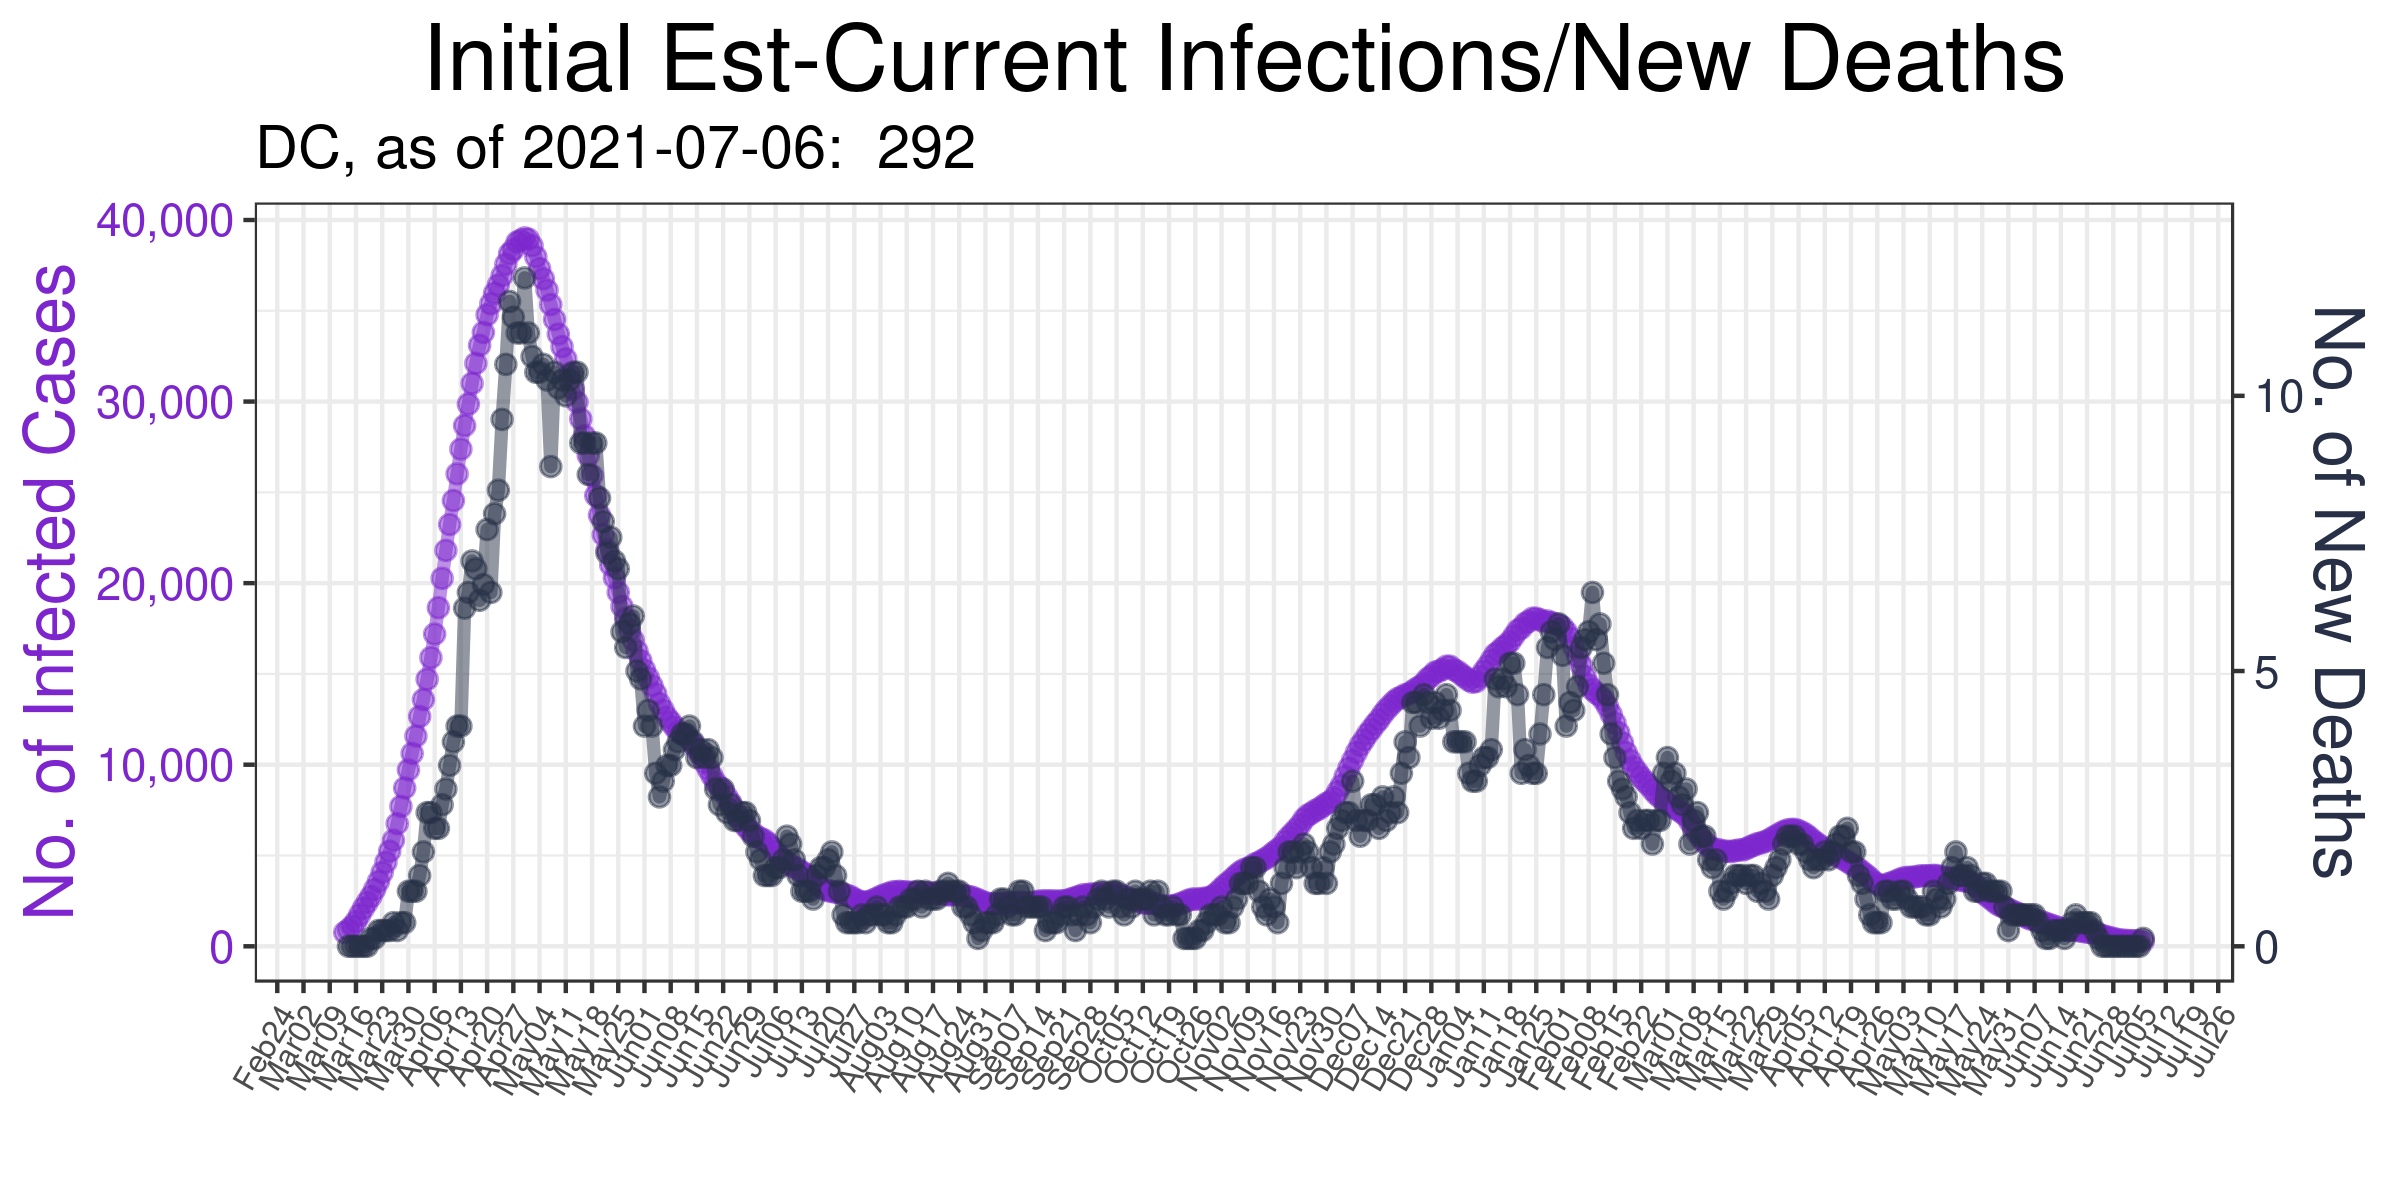 Initial Est-Current Infections/New Deaths
DC, as of 2021-07-06:  292
No. of Infected Cases
40,000
30,000
20,000
10,000
0
No. of New Deaths
10
5
0
Feb24
Mar02
Mar09
Mar16
Mar23
Mar30
Apr06
Apr13
Apr20
Apr27
May04
May11
May18
May25
Jun01
Jun08
Jun15
Jun22
Jun29
Jul06
Jul13
Jul20
Jul27
Aug03
Aug10
Aug17
Aug24
Aug31
Sep07
Sep14
Sep21
Sep28
Oct05
Oct12
Oct19
Oct26
Nov02
Nov09
Nov16
Nov23
Nov30
Dec07
Dec14
Dec21
Dec28
Jan04
Jan11
Jan18
Jan25
Feb01
Feb08
Feb15
Feb22
Mar01
Mar08
Mar15
Mar22
Mar29
Apr05
Apr12
Apr19
Apr26
May03
May10
May17
May24
May31
Jun07
Jun14
Jun21
Jun28
Jul05
Jul12
Jul19
Jul26